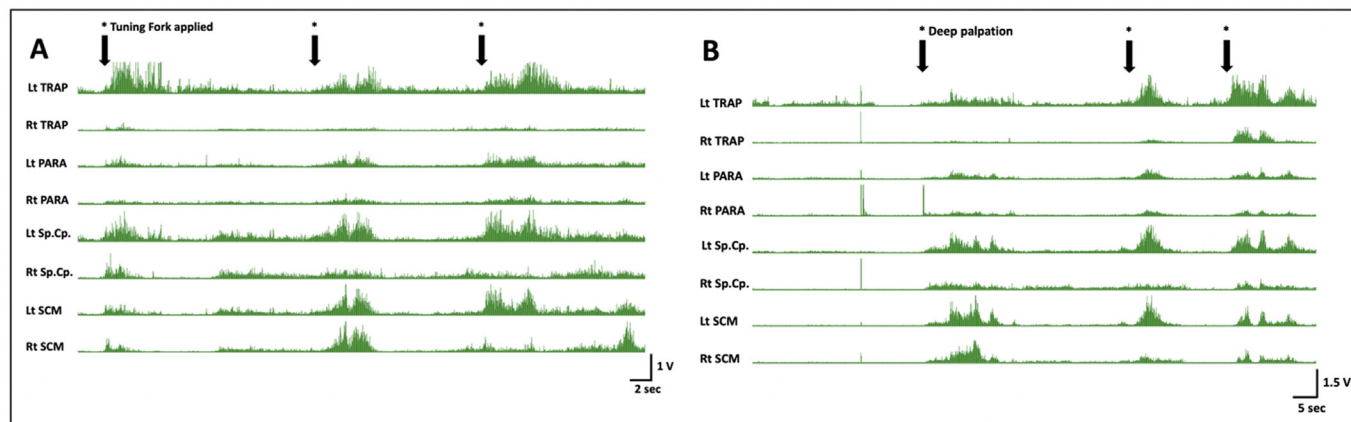 A
* Tuning Fork applied
*
*
Lt TRAP
Rt TRAP
Lt PARA
Rt PARA
Lt Sp.Cp.
Rt Sp.Cp.
Lt SCM
Rt SCM
1 V
2 sec
B
* Deep palpation
*
*
Lt TRAP
Rt TRAP
Lt PARA
Rt PARA
Lt Sp.Cp.
Rt Sp.Cp.
Lt SCM
Rt SCM
1.5 V
5 sec